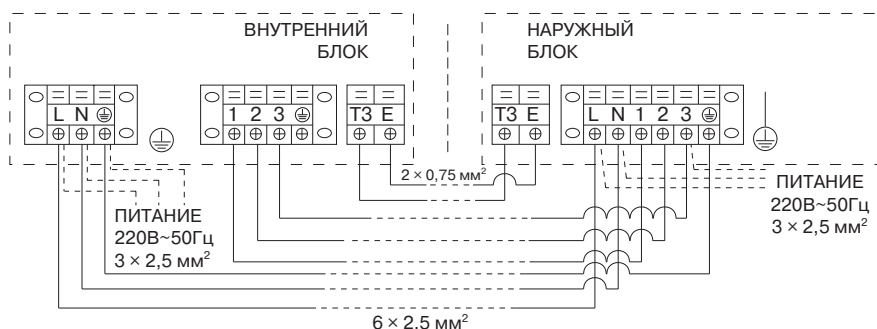 ВНУТРЕННИЙ
БЛОК
НАРУЖНЫЙ
БЛОК
L N
1 2 3
T3 E
T3 E
L N 1 2 3
2 × 0,75 мм²
ПИТАНИЕ
220В~50Гц
3 × 2,5 мм²
ПИТАНИЕ
220В~50Гц
3 × 2,5 мм²
6 × 2,5 мм²